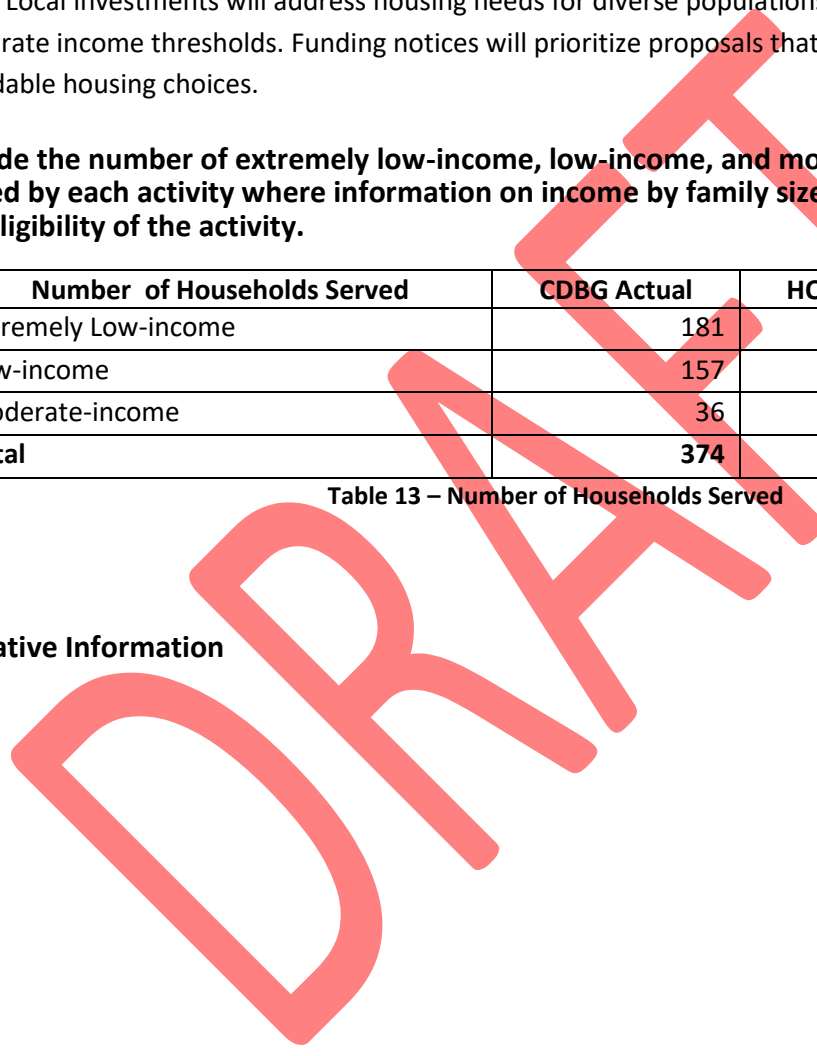 Local investments will address housing needs for diverse population
rate income thresholds. Funding notices will prioritize proposals that
dable housing choices.
de the number of extremely low-income, low-income, and mo
ed by each activity where information on income by family size
ligibility of the activity.
Number of Households Served CDBG Actual HO
remely Low-income 181
w-income 157
oderate-income 36
tal 374
Table 13 – Number of Households Served
ative Information
DRAFT